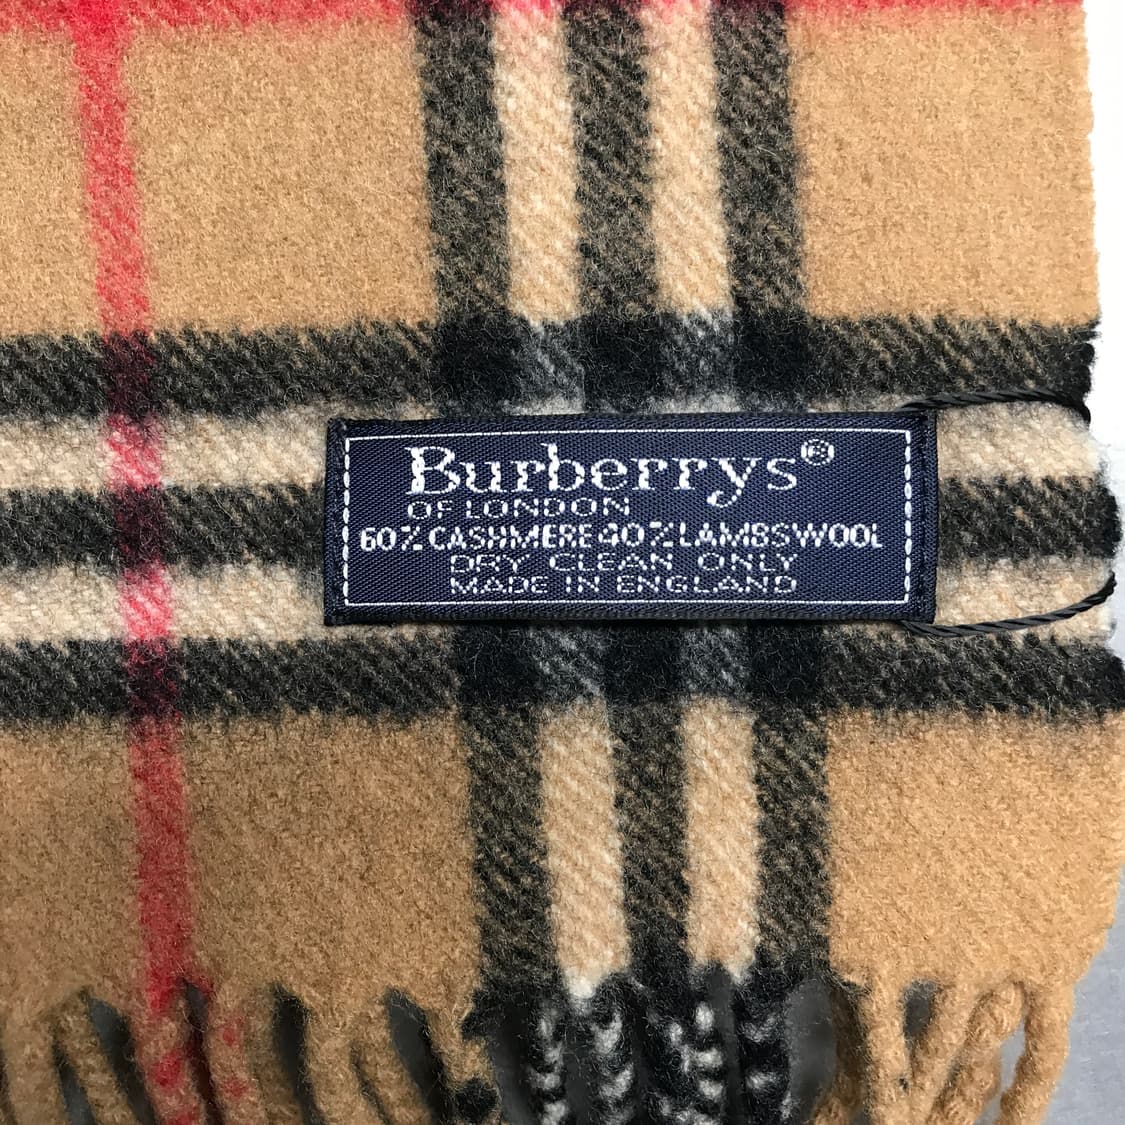 Burberrys®
OF LONDON
60% CASHMERE 40% LAMBSWOOL
DRY CLEAN ONLY
MADE IN ENGLAND